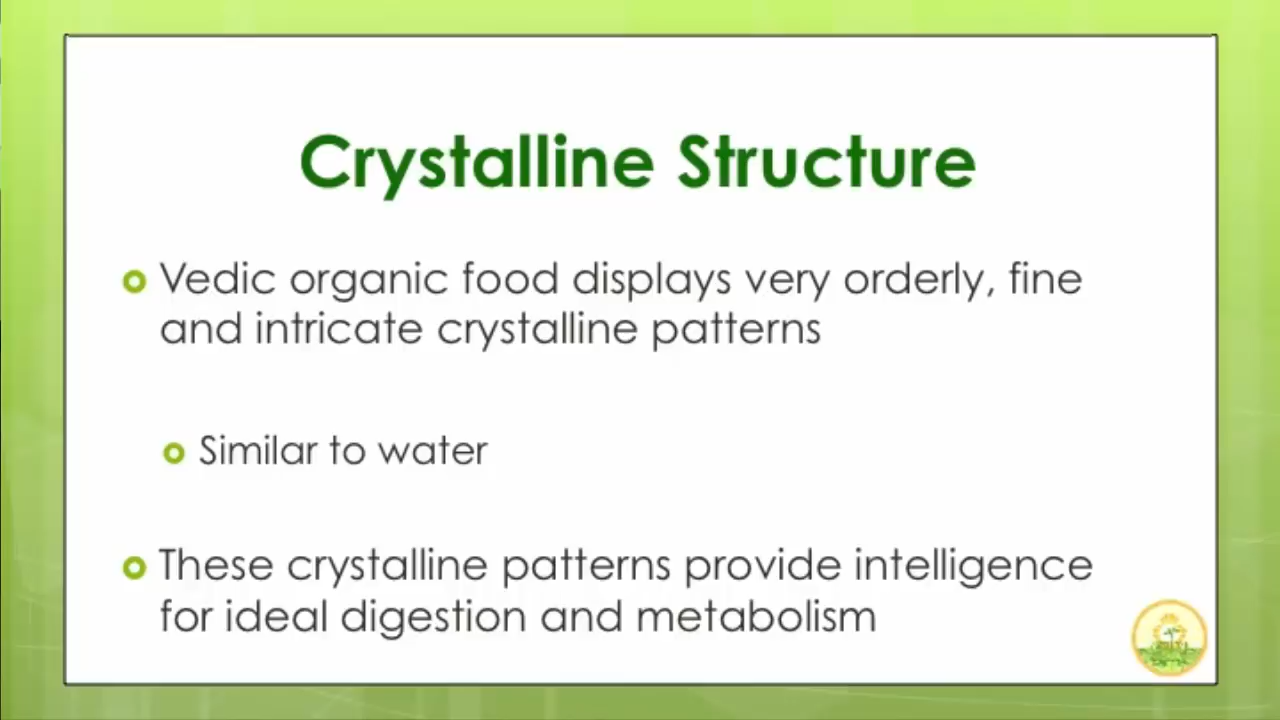 Crystalline Structure
Vedic organic food displays very orderly, fine
and intricate crystalline patterns
Similar to water
These crystalline patterns provide intelligence
for ideal digestion and metabolism